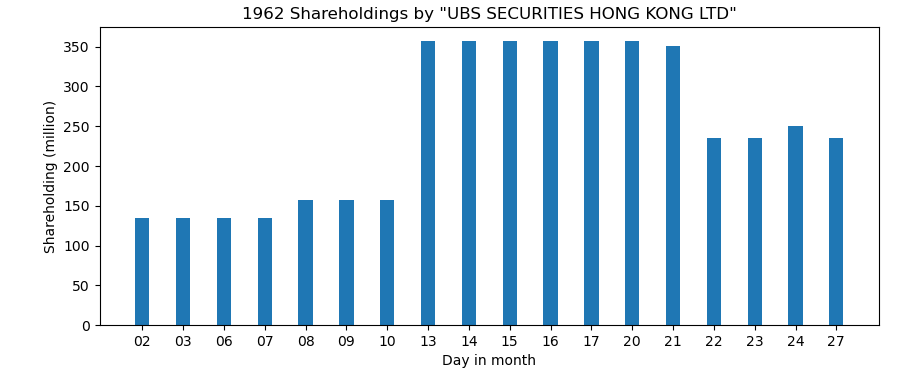 1962 Shareholdings by "UBS SECURITIES HONG KONG LTD"
Shareholding (million)
350
300
250
200
150
100
50
0
02 03 06 07 08 09 10 13 14 15 16 17 20 21 22 23 24 27
Day in month